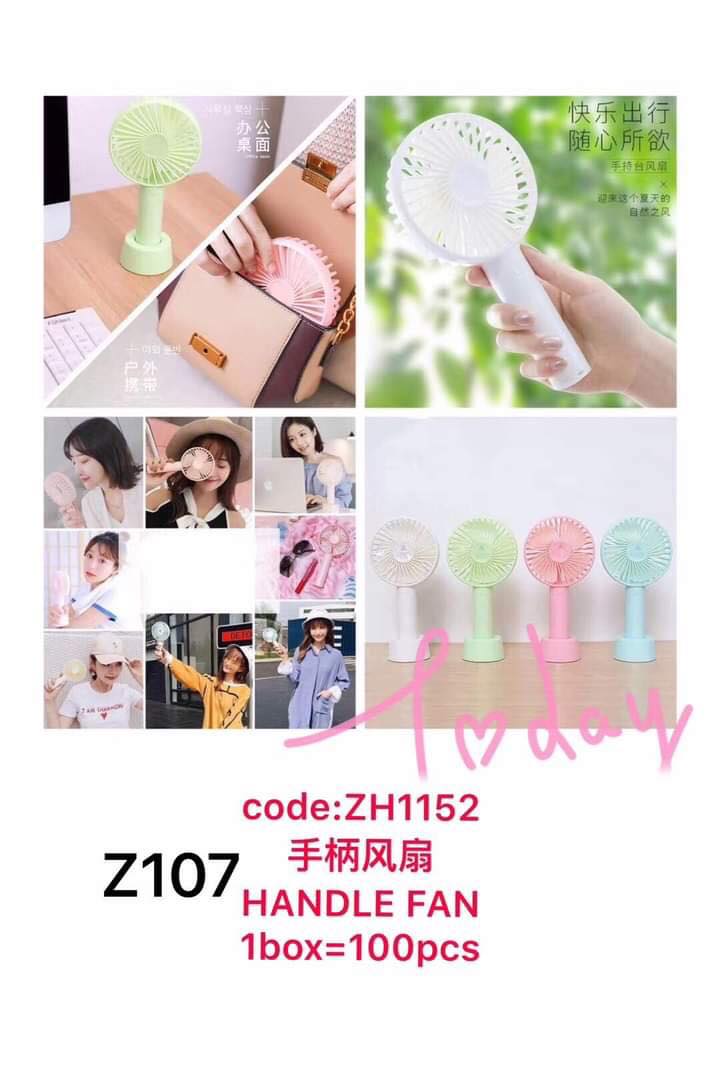 办公
桌面
户外
携带
快乐出行
随心所欲
手持台风扇
×
迎来这个夏天的
自然之风
Today
code:ZH1152
手柄风扇
Z107
HANDLE FAN
1box=100pcs